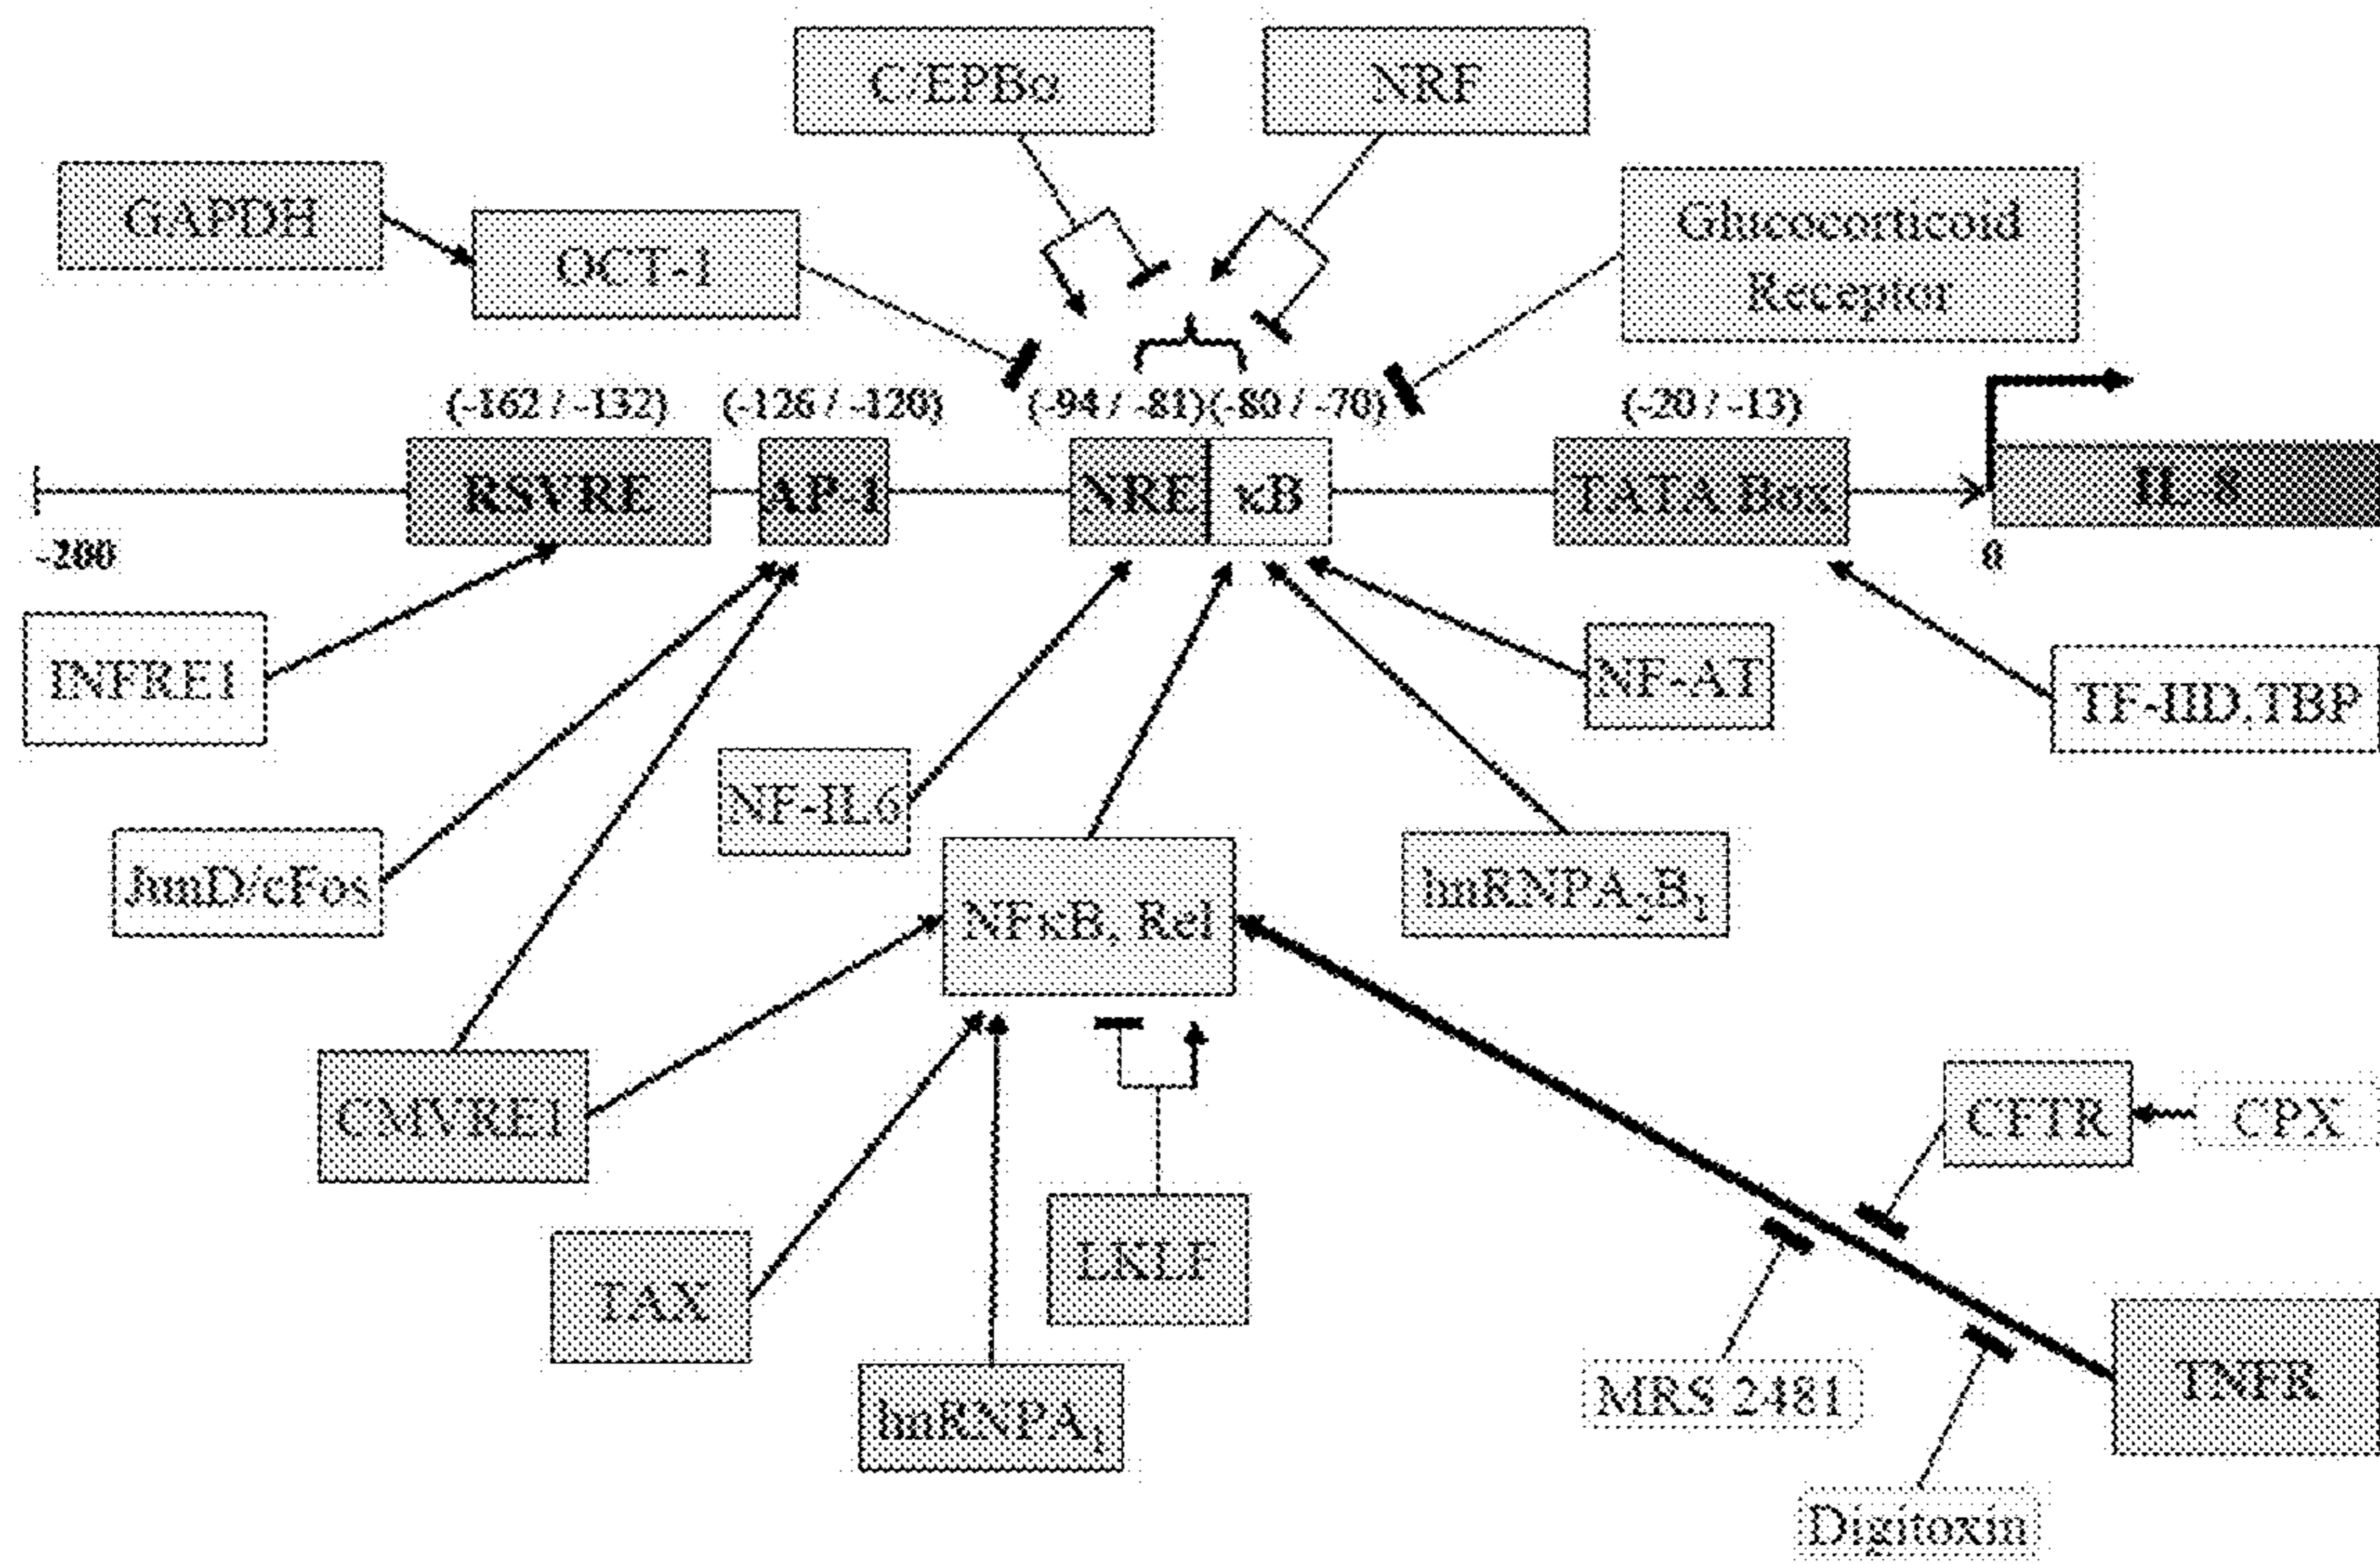 C/EPBα
NRF
GAPDH
OCT-1
Glucocorticoid
Receptor
(-162 / -132)
(-126 / -120)
(-94 / -81)
(-80 / -70)
(-20 / -13)
RSVRE
AP-1
NRE
κB
TATA Box
IL-8
-200
0
INFRE1
NF-AT
TF-IID,TBP
NF-IL6
JunD/cFos
hnRNPA2B1
NFκB, Rel
CMVRE1
CFTR
CPX
LKLF
TAX
hnRNPA1
MRS 2481
TNFR
Digitoxin